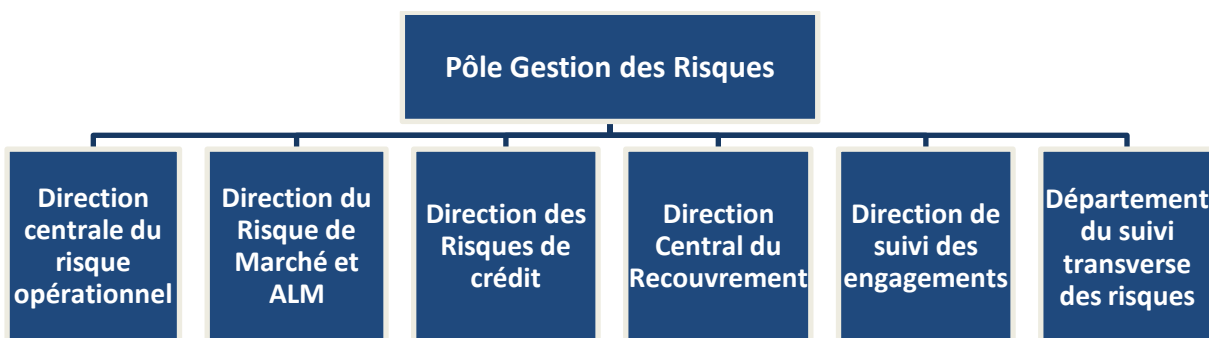 Pôle Gestion des Risques
Direction
centrale du
risque
opérationnel
Direction du
Risque de
Marché et
ALM
Direction des
Risques de
crédit
Direction
Central du
Recouvrement
Direction de
suivi des
engagements
Département
du suivi
transverse
des risques